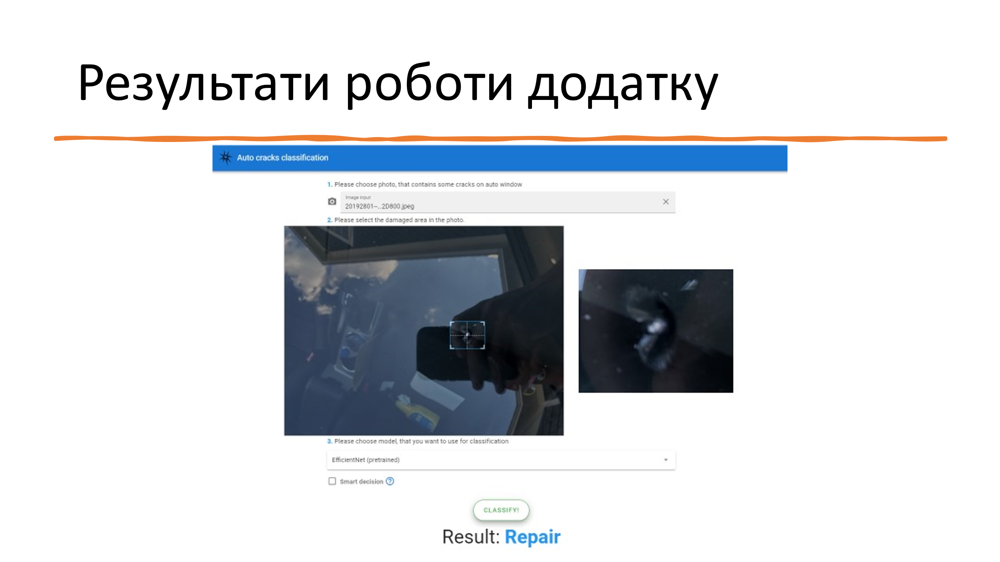 Результати роботи додатку
Auto cracks classification
1. Please choose photo, that contains some cracks on auto window
Image input
20192801--...2D800.jpeg
2. Please select the damaged area in the photo.
3. Please choose model, that you want to use for classification
EfficientNet (pretrained)
Smart decision
CLASSIFY!
Result: Repair